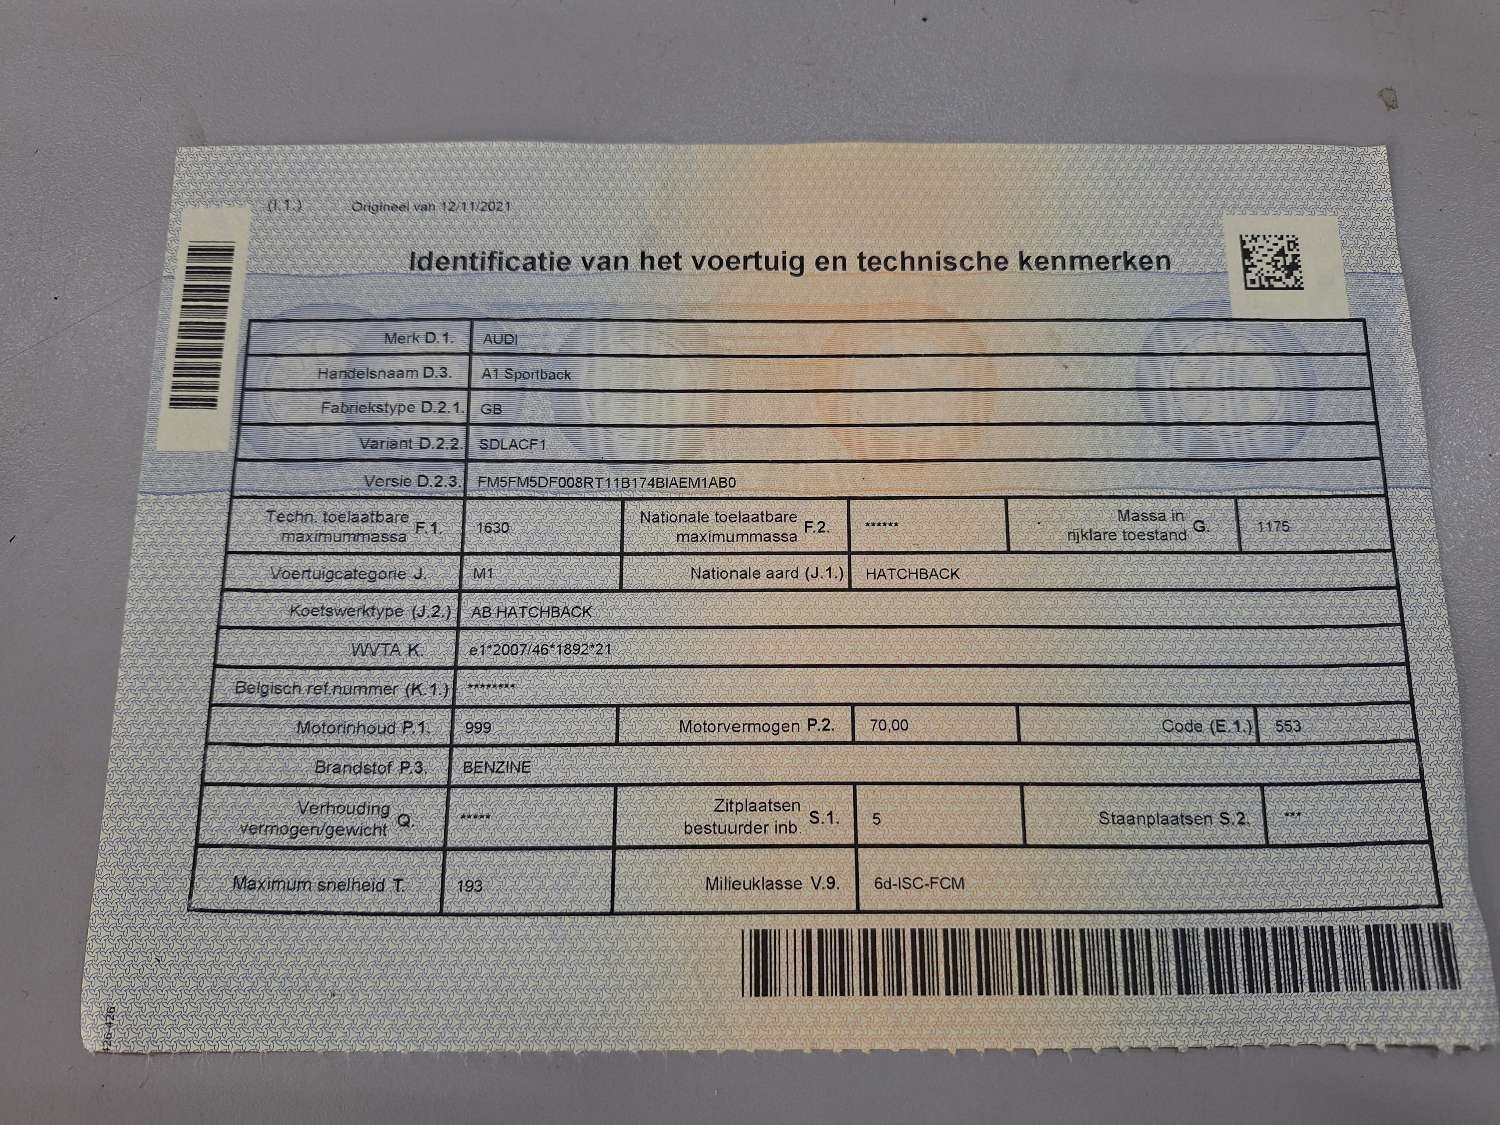 (I.1.) Origineel van 12/11/2021
Identificatie van het voertuig en technische kenmerken
Merk D.1. AUDI
Handelsnaam D.3. A1 Sportback
Fabriekstype D.2.1. GB
Variant D.2.2. SDLACF1
Versie D.2.3. FM5FM5DF008RT11B174BIAEM1AB0
Techn. toelaatbare maximummassa F.1. 1630 Nationale toelaatbare maximummassa F.2. ****** Massa in rijklare toestand G. 1175
Voertuigcategorie J. M1 Nationale aard (J.1.) HATCHBACK
Koetswerktype (J.2.) AB HATCHBACK
WVTA K. e1*2007/46*1892*21
Belgisch ref.nummer (K.1.) ********
Motorinhoud P.1. 999 Motorvermogen P.2. 70,00 Code (E.1.) 553
Brandstof P.3. BENZINE
Verhouding vermogen/gewicht Q. ***** Zitplaatsen bestuurder inb. S.1. 5 Staanplaatsen S.2. ***
Maximum snelheid T. 193 Milieuklasse V.9. 6d-ISC-FCM